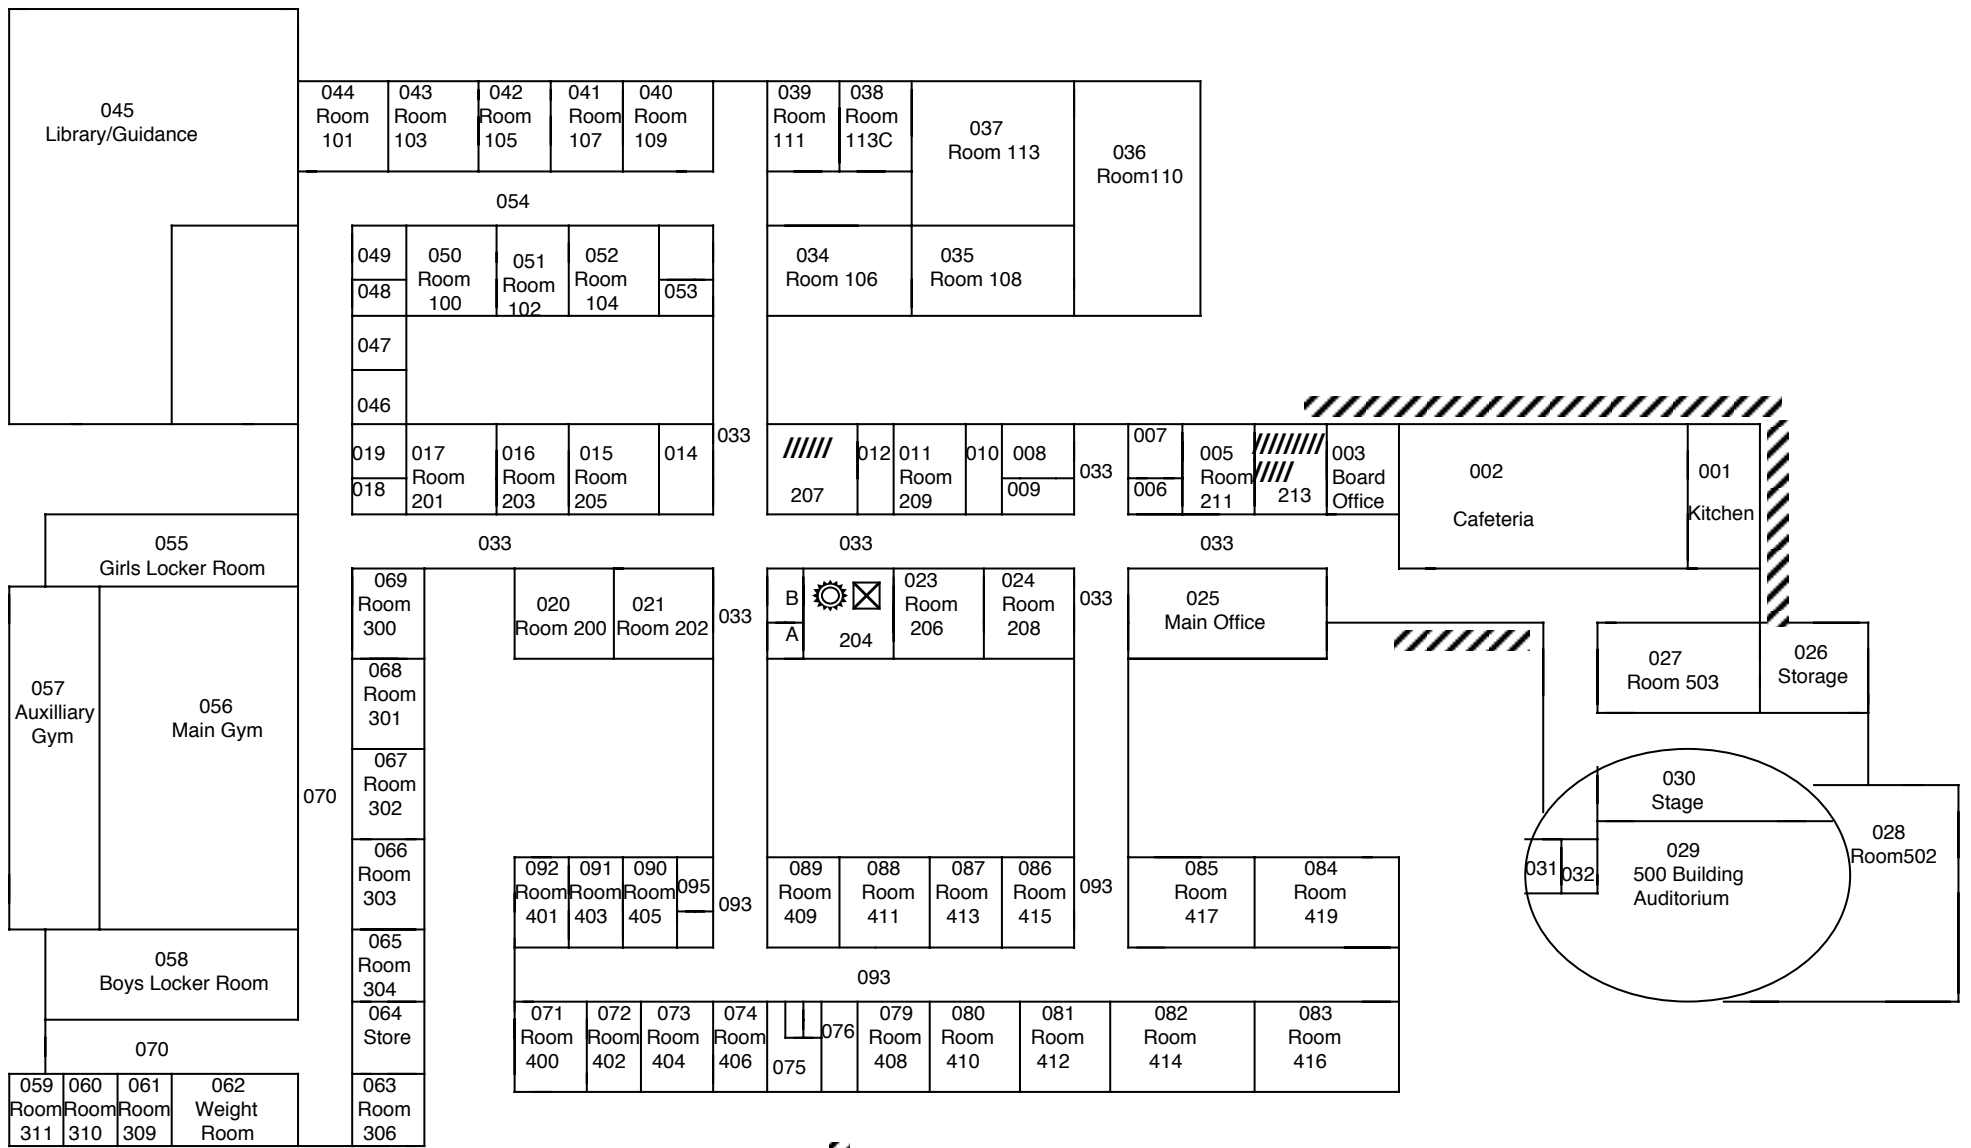 045
Library/Guidance
044
Room
101
043
Room
103
042
Room
105
041
Room
107
040
Room
109
039
Room
111
038
Room
113C
037
Room 113
036
Room110
054
049
048
050
Room
100
051
Room
102
052
Room
104
053
034
Room 106
035
Room 108
047
046
019
018
017
Room
201
016
Room
203
015
Room
205
014
033
207
012
011
Room
209
010
008
009
033
007
006
005
Room
211
213
003
Board
Office
002
Cafeteria
001
Kitchen
055
Girls Locker Room
033
033
033
069
Room
300
020
Room 200
021
Room 202
033
B
A
204
023
Room
206
024
Room
208
033
025
Main Office
027
Room 503
026
Storage
057
Auxilliary
Gym
056
Main Gym
068
Room
301
067
Room
302
070
066
Room
303
065
Room
304
064
Store
063
Room
306
030
Stage
031
032
029
500 Building
Auditorium
028
Room502
092
Room
401
091
Room
403
090
Room
405
095
093
089
Room
409
088
Room
411
087
Room
413
086
Room
415
093
085
Room
417
084
Room
419
058
Boys Locker Room
093
071
Room
400
072
Room
402
073
Room
404
074
Room
406
075
076
079
Room
408
080
Room
410
081
Room
412
082
Room
414
083
Room
416
070
059
Room
311
060
Room
310
061
Room
309
062
Weight
Room